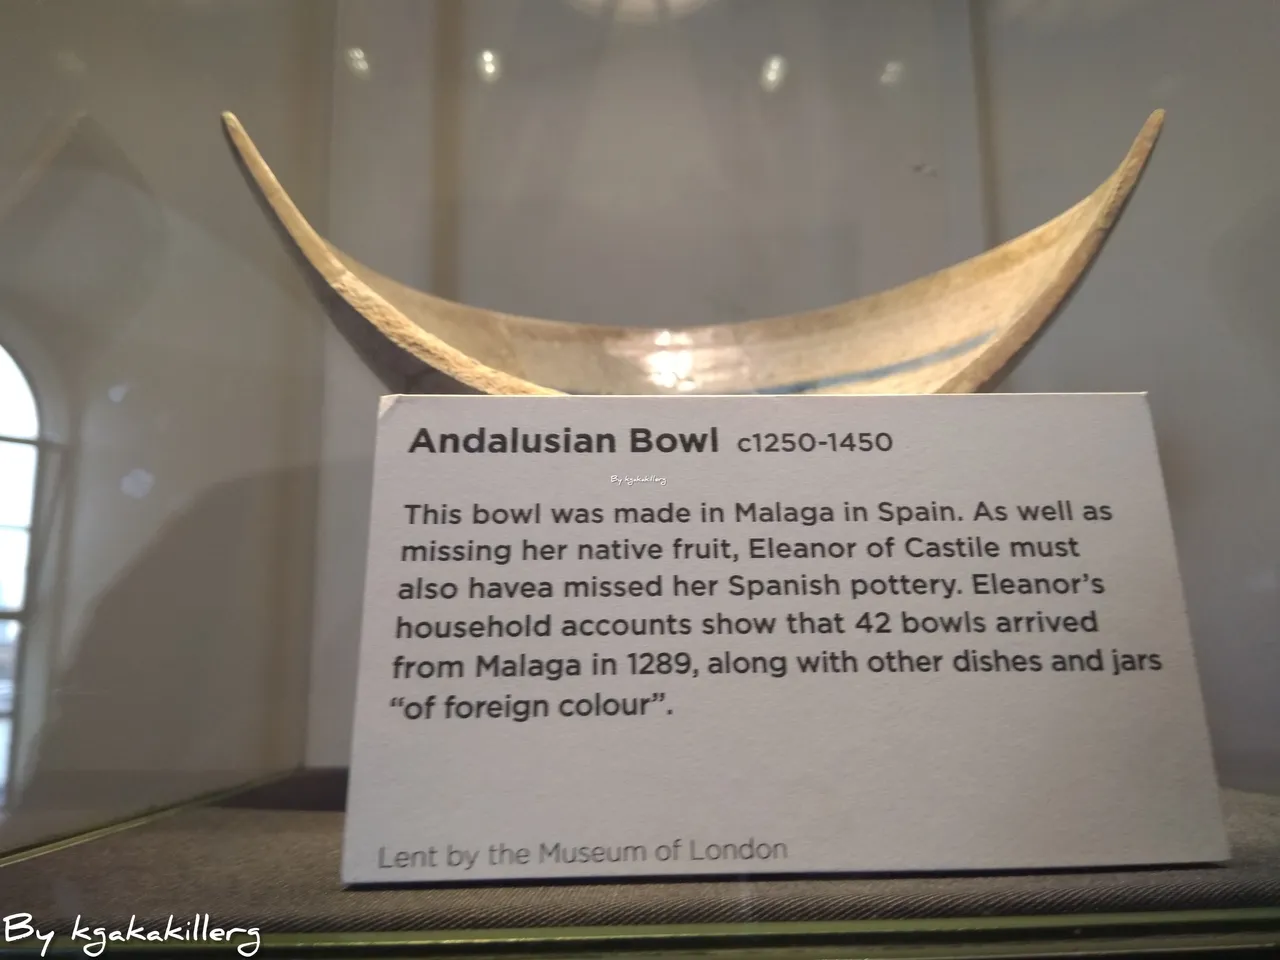 Andalusian Bowl c1250-1450
By kgakakillerg
This bowl was made in Malaga in Spain. As well as
missing her native fruit, Eleanor of Castile must
also havea missed her Spanish pottery. Eleanor's
household accounts show that 42 bowls arrived
from Malaga in 1289, along with other dishes and jars
“of foreign colour”.
Lent by the Museum of London
By kgakakillerg